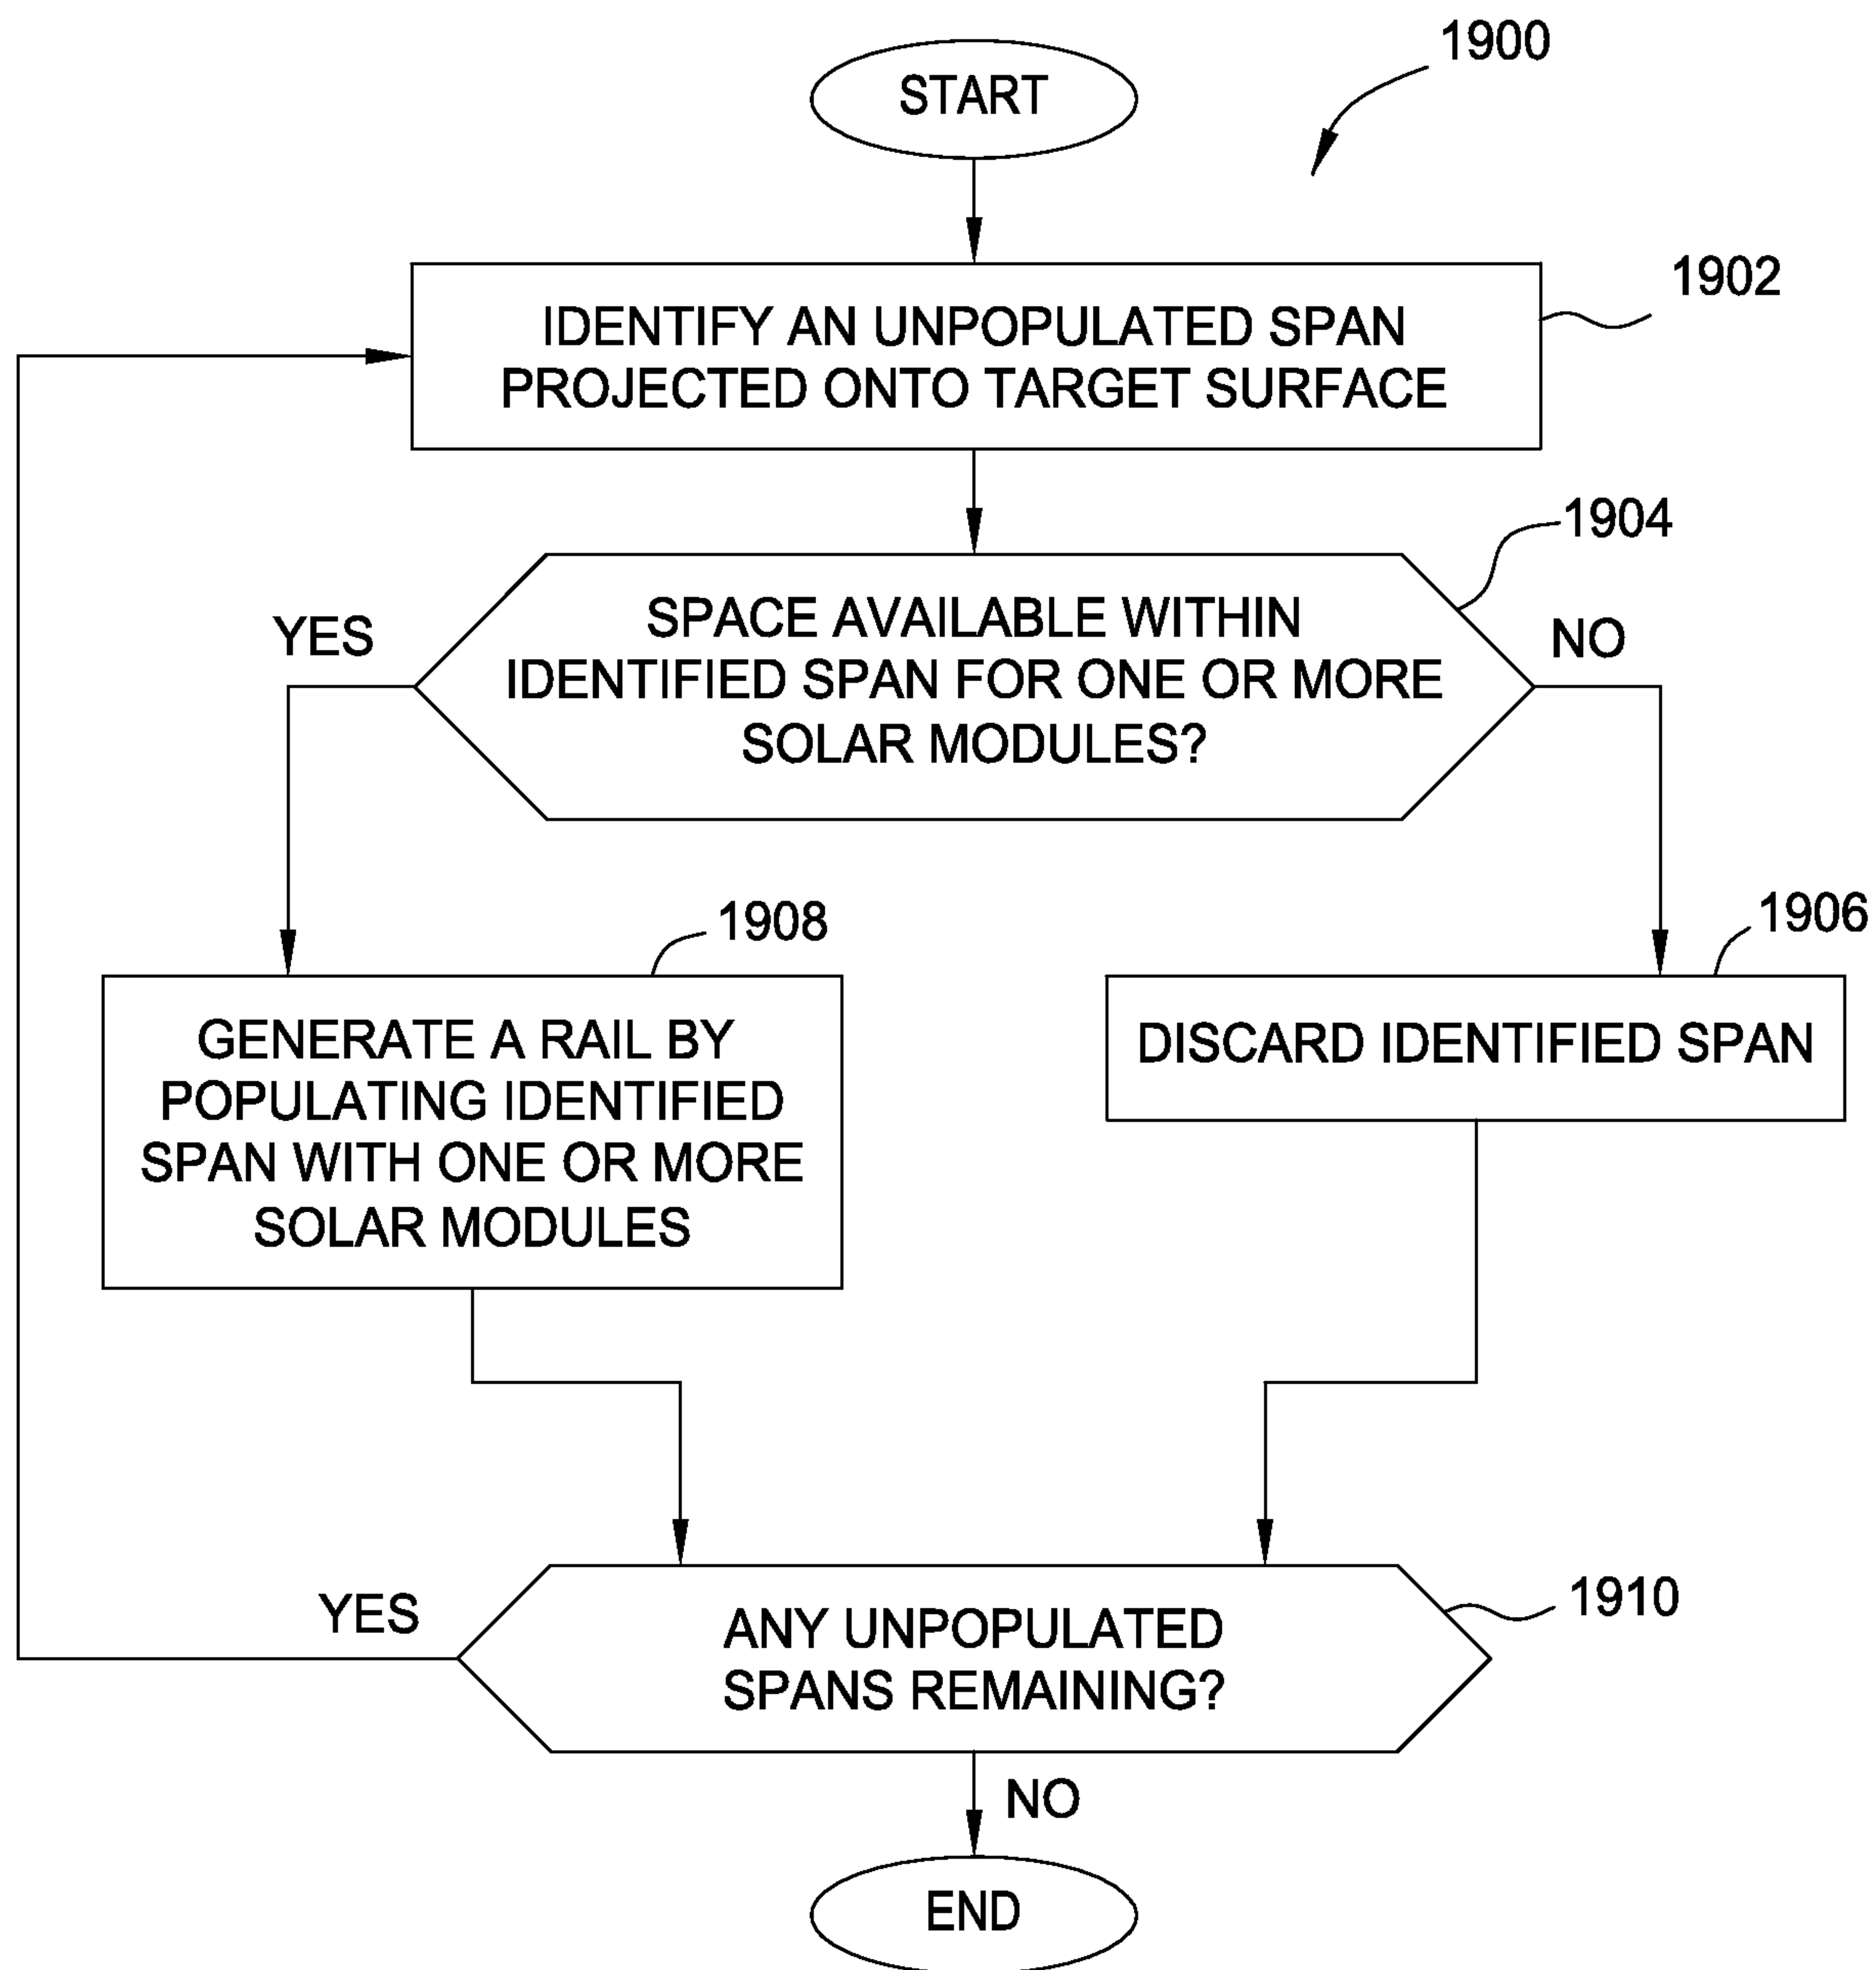 1900
START
1902
IDENTIFY AN UNPOPULATED SPAN
PROJECTED ONTO TARGET SURFACE
1904
SPACE AVAILABLE WITHIN
IDENTIFIED SPAN FOR ONE OR MORE
SOLAR MODULES?
YES
NO
1908
1906
GENERATE A RAIL BY
POPULATING IDENTIFIED
SPAN WITH ONE OR MORE
SOLAR MODULES
DISCARD IDENTIFIED SPAN
1910
YES
ANY UNPOPULATED
SPANS REMAINING?
NO
END